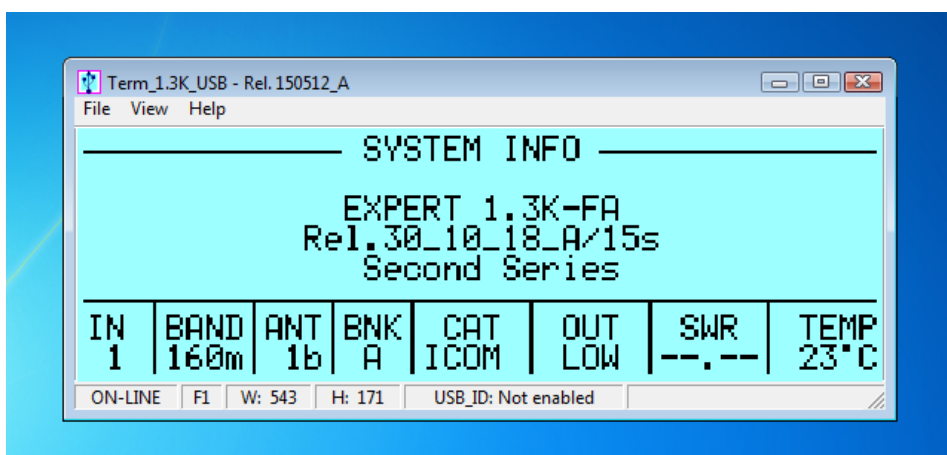 Term_1.3K_USB - Rel. 150512_A
File View Help
SYSTEM INFO
EXPERT 1.3K-FA
Rel.30_10_18_A/15s
Second Series
IN BAND ANT BNK CAT OUT SWR TEMP
1 160m 1b A ICOM LOW --.-- 23°C
ON-LINE F1 W: 543 H: 171 USB_ID: Not enabled